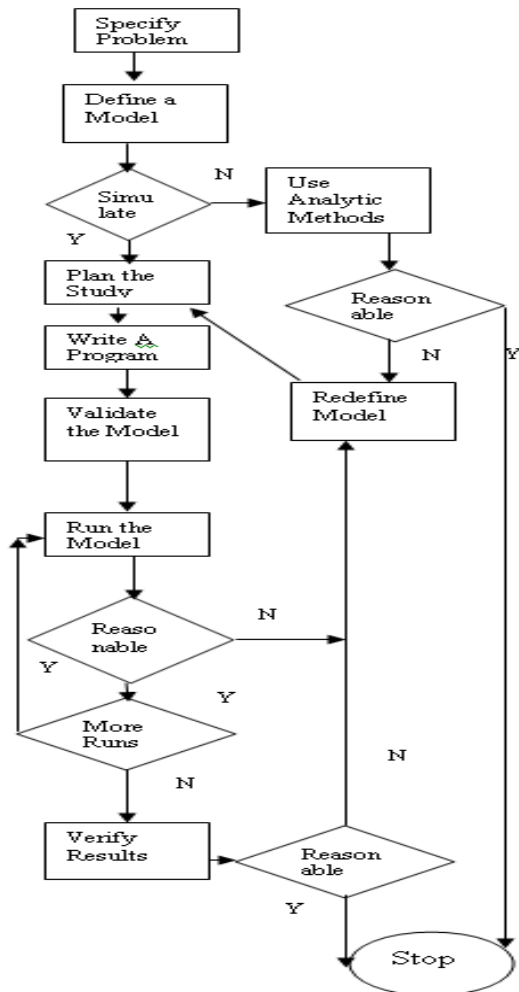 Specify
Problem
Define a
Model
N
Simu
late
Use
Analytic
Methods
Y
Plan the
Study
Reason
able
Write A
Program
N
Y
Validate
the Model
Redefine
Model
Run the
Model
Reaso
nable
N
Y
Y
More
Runs
N
N
Verify
Results
Reason
able
Y
Stop